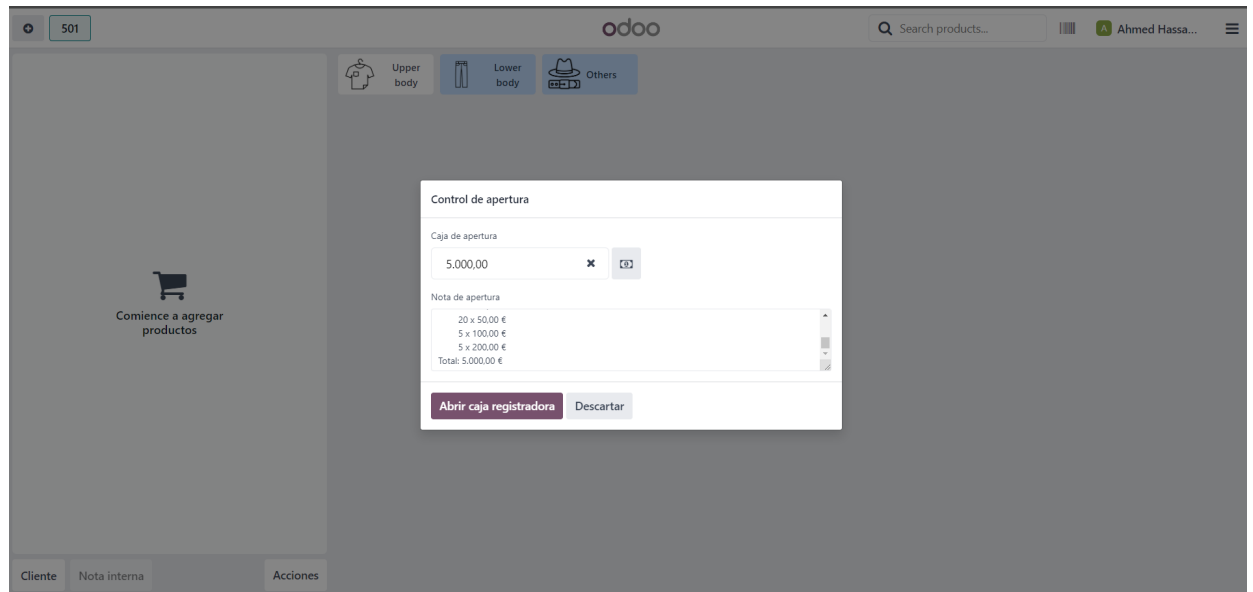 501
odoo
Search products...
A
Ahmed Hassa...
Upper
body
Lower
body
Others
Comience a agregar
productos
Control de apertura
Caja de apertura
5.000,00
Nota de apertura
20 x 50,00 €
5 x 100,00 €
5 x 200,00 €
Total: 5.000,00 €
Abrir caja registradora
Descartar
Cliente
Nota interna
Acciones